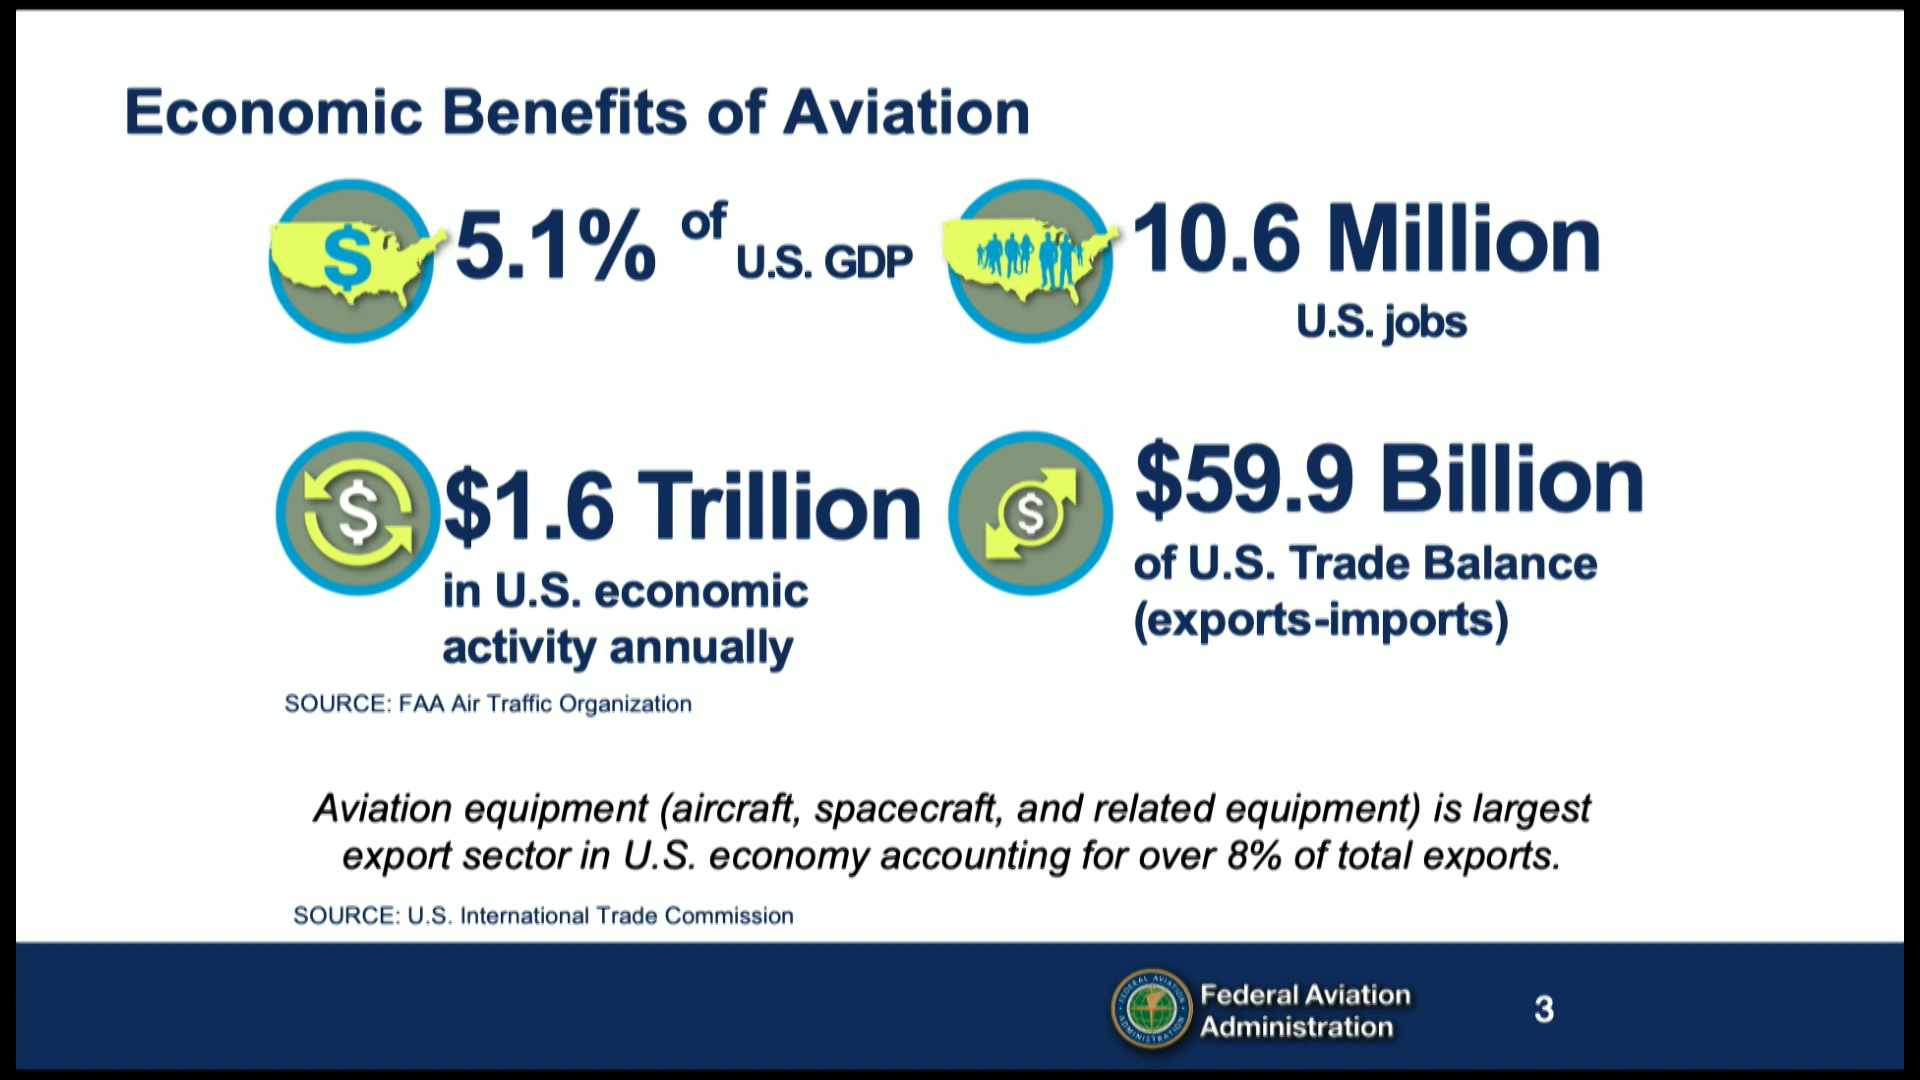 Economic Benefits of Aviation
$
5.1% of U.S. GDP
10.6 Million
U.S. jobs
$
$1.6 Trillion
in U.S. economic
activity annually
$
$59.9 Billion
of U.S. Trade Balance
(exports-imports)
SOURCE: FAA Air Traffic Organization
Aviation equipment (aircraft, spacecraft, and related equipment) is largest
export sector in U.S. economy accounting for over 8% of total exports.
SOURCE: U.S. International Trade Commission
FEDERAL AVIATION
ADMINISTRATION
Federal Aviation
Administration
3